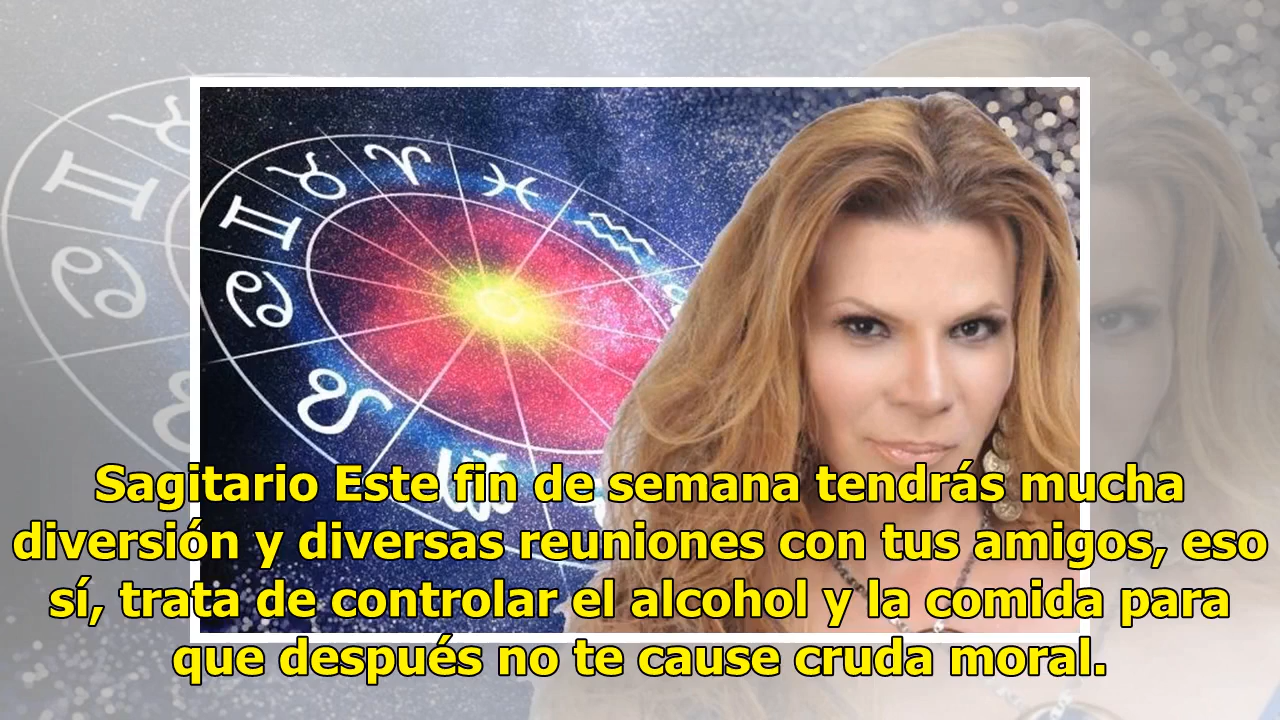 Sagitario Este fin de semana tendrás mucha
diversión y diversas reuniones con tus amigos, eso
sí, trata de controlar el alcohol y la comida para
que después no te cause cruda moral.